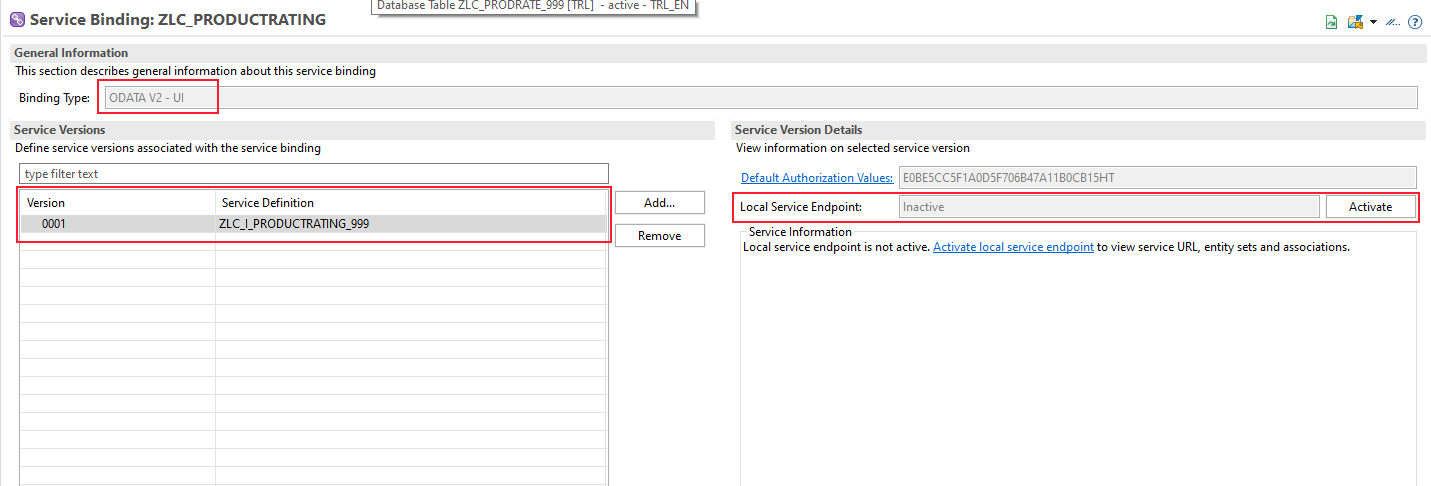 Database Table ZLC_PRODRATE_999 [TRL]  - active - TRL_EN
Service Binding: ZLC_PRODUCTRATING
General Information
This section describes general information about this service binding
Binding Type: ODATA V2 - UI
Service Versions
Define service versions associated with the service binding
type filter text
Version Service Definition
0001 ZLC_I_PRODUCTRATING_999
Add...
Remove
Service Version Details
View information on selected service version
Default Authorization Values: E0BE5CC5F1A0D5F706B47A11B0CB15HT
Local Service Endpoint: Inactive Activate
Service Information
Local service endpoint is not active. Activate local service endpoint to view service URL, entity sets and associations.